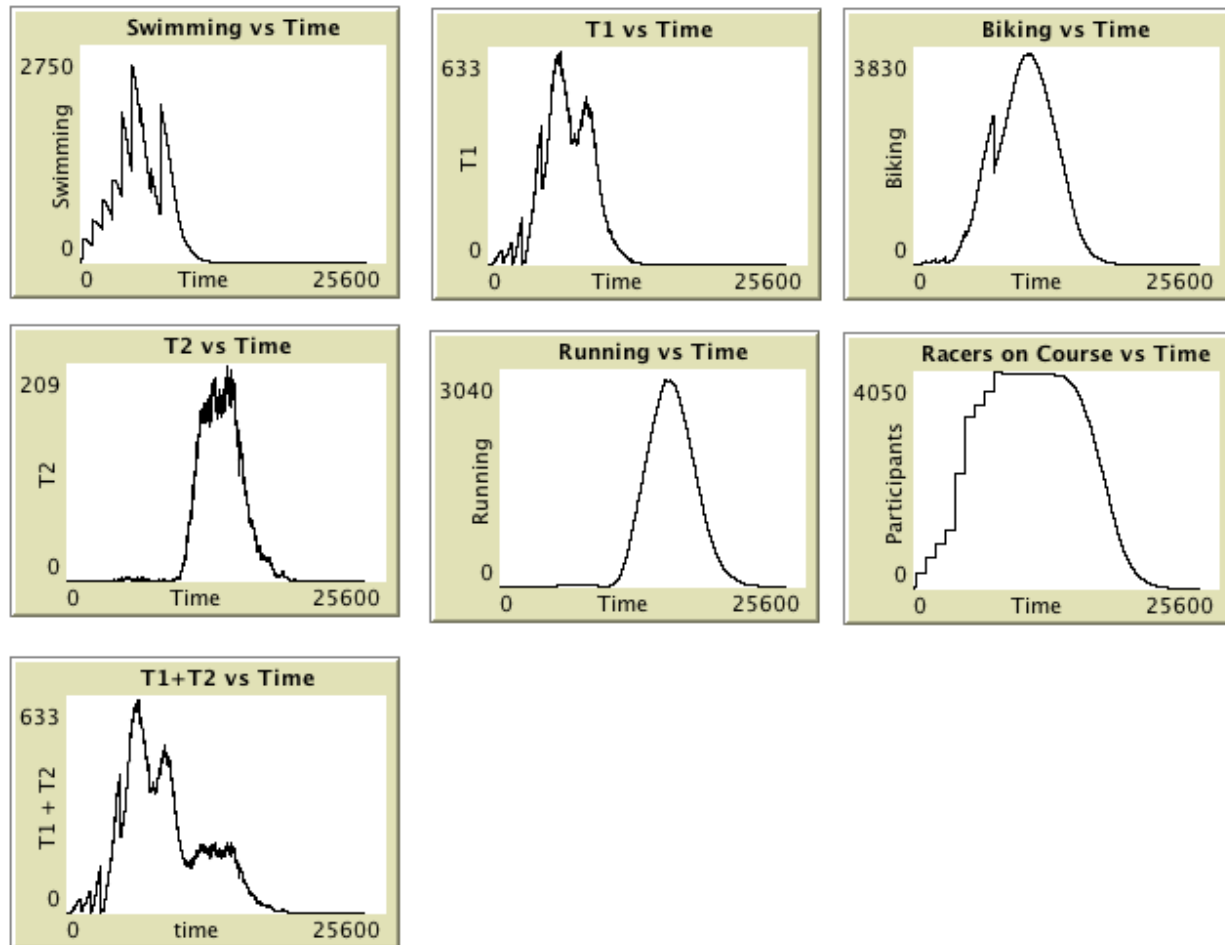 Swimming vs Time
2750
Swimming
0
0 Time 25600
T1 vs Time
633
T1
0
0 Time 25600
Biking vs Time
3830
Biking
0
0 Time 25600
T2 vs Time
209
T2
0
0 Time 25600
Running vs Time
3040
Running
0
0 Time 25600
Racers on Course vs Time
4050
Participants
0
0 Time 25600
T1+T2 vs Time
633
T1 + T2
0
0 time 25600